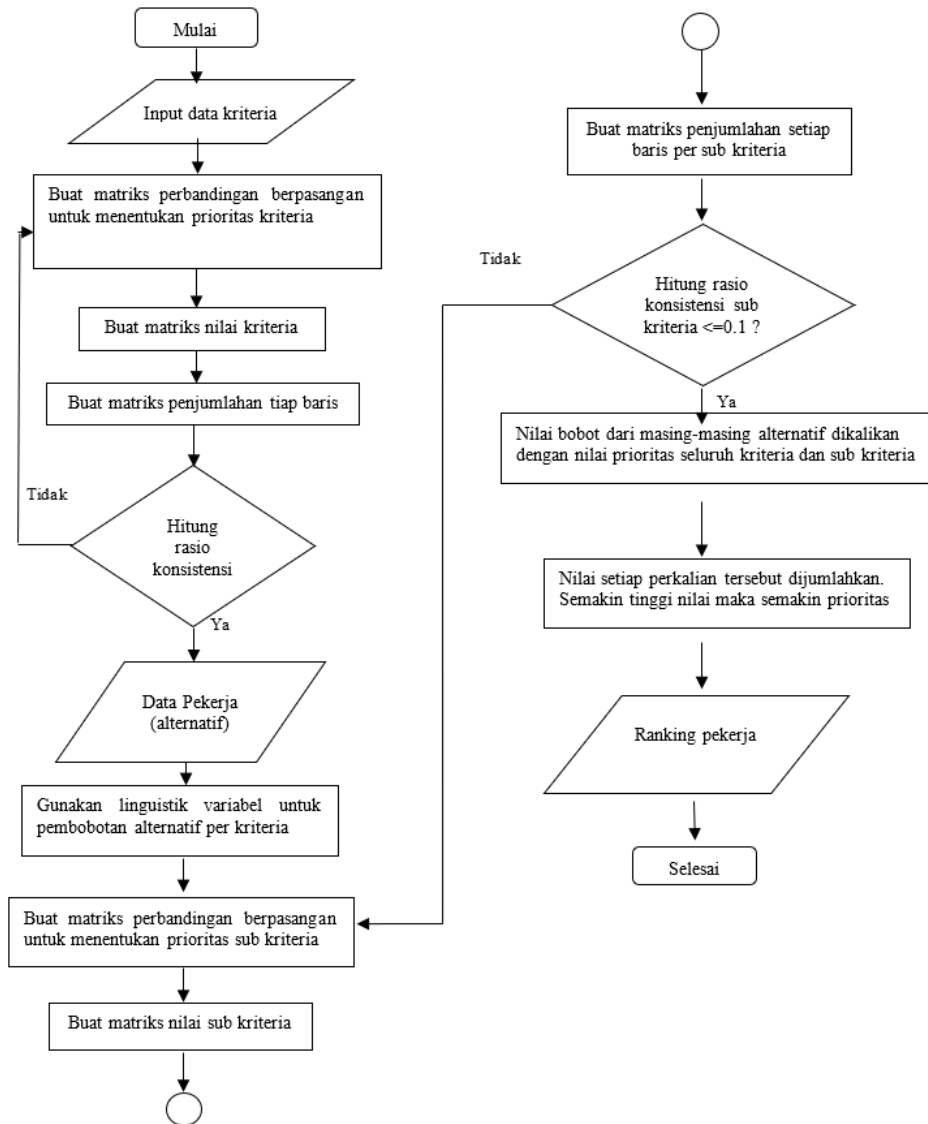 Mulai
Input data kriteria
Buat matriks perbandingan berpasangan
untuk menentukan prioritas kriteria
Buat matriks nilai kriteria
Buat matriks penjumlahan tiap baris
Tidak
Hitung
rasio
konsistensi
Ya
Data Pekerja
(alternatif)
Gunakan linguistik variabel untuk
pembobotan alternatif per kriteria
Buat matriks perbandingan berpasangan
untuk menentukan prioritas sub kriteria
Buat matriks nilai sub kriteria
Buat matriks penjumlahan setiap
baris per sub kriteria
Tidak
Hitung rasio
konsistensi sub
kriteria <=0.1 ?
Ya
Nilai bobot dari masing-masing alternatif dikalikan
dengan nilai prioritas seluruh kriteria dan sub kriteria
Nilai setiap perkalian tersebut dijumlahkan.
Semakin tinggi nilai maka semakin prioritas
Ranking pekerja
Selesai